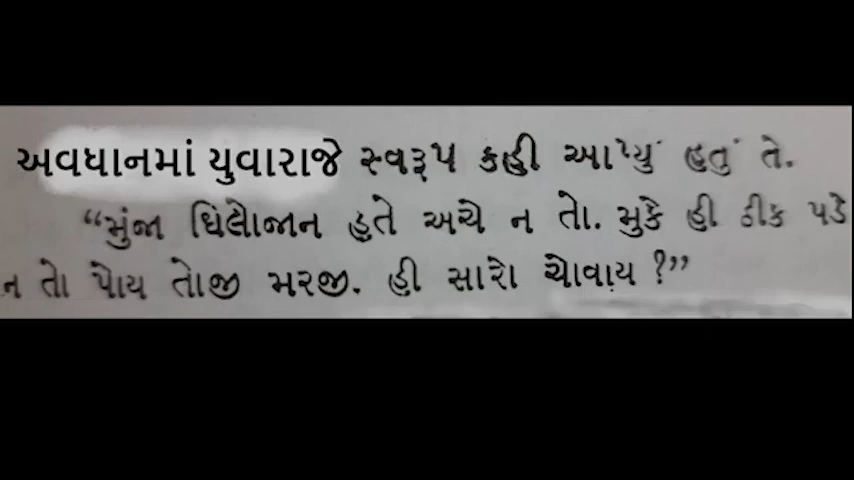 અવધાનમાં યુવારાજે સ્વરૂપ કહી આપ્યું હતું તે.
“મુંજા ધિલોજાન હુતે અચે ન તો. મુકે હી ઠીક પડે
ન તો પોય તોજી મરજી. હી સારો ચોવાય ?”